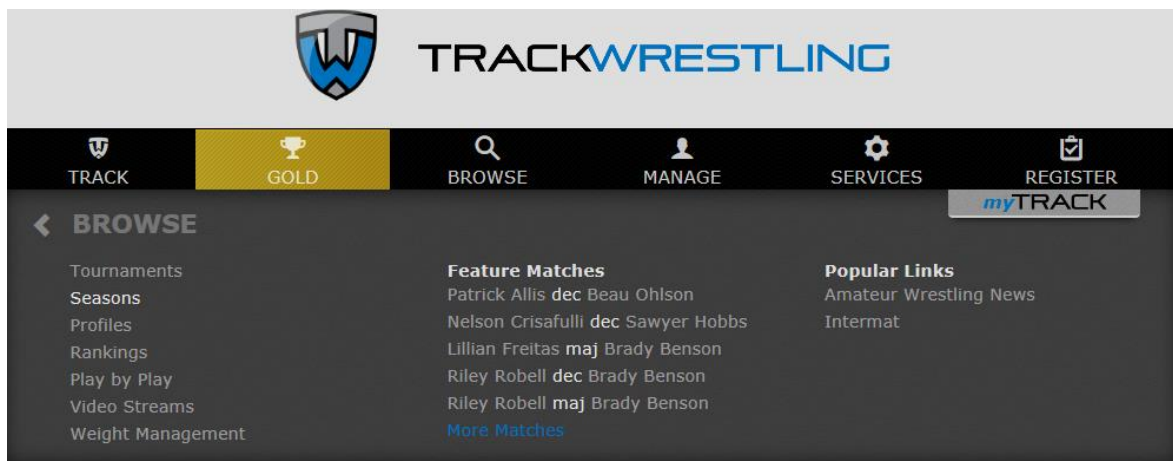 TRACKWRESTLING
TRACK GOLD BROWSE MANAGE SERVICES REGISTER
myTRACK
BROWSE
Tournaments
Seasons
Profiles
Rankings
Play by Play
Video Streams
Weight Management
Feature Matches
Patrick Allis dec Beau Ohlson
Nelson Crisafulli dec Sawyer Hobbs
Lillian Freitas maj Brady Benson
Riley Robell dec Brady Benson
Riley Robell maj Brady Benson
More Matches
Popular Links
Amateur Wrestling News
Intermat